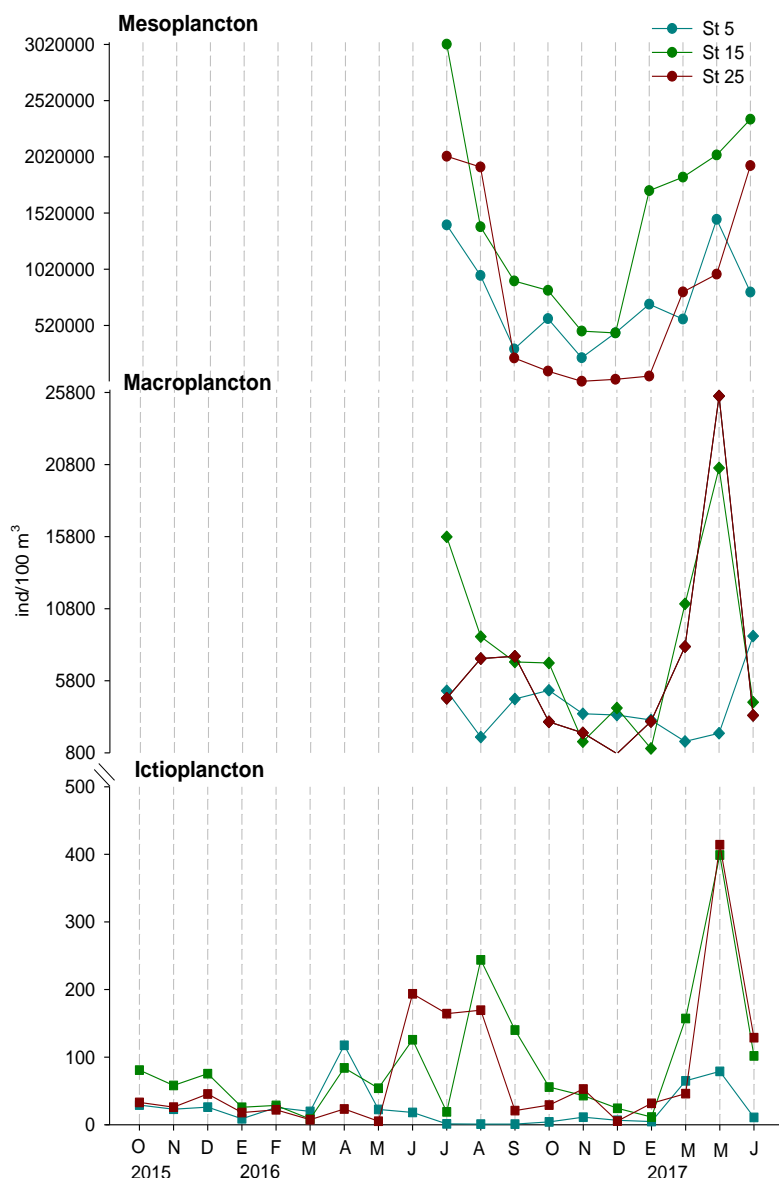 Mesoplancton
St 5
St 15
St 25
3020000
2520000
2020000
1520000
1020000
520000
Macroplancton
25800
20800
15800
10800
5800
800
ind/100 m³
Ictioplancton
500
400
300
200
100
0
O N D E F M A M J J A S O N D E M M J
2015 2016 2017